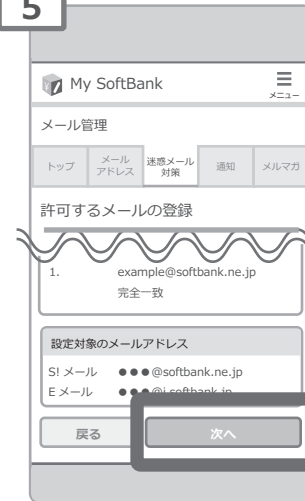 5
My SoftBank
メニュー
メール管理
トップ
メール
アドレス
迷惑メール
対策
通知
メルマガ
許可するメールの登録
1. example@softbank.ne.jp
完全一致
設定対象のメールアドレス
S! メール ●●●@softbank.ne.jp
E メール ●●●@i.softbank.jp
戻る
次へ